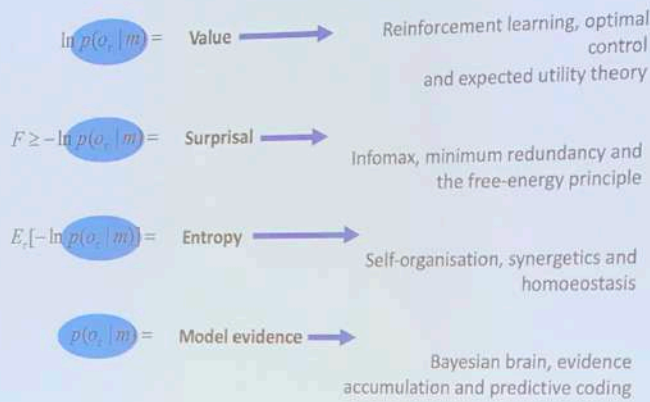 ln p(o_τ | m) = Value
Reinforcement learning, optimal
control
and expected utility theory
F ≥ -ln p(o_τ | m) = Surprisal
Infomax, minimum redundancy and
the free-energy principle
E_τ[-ln p(o_τ | m)] = Entropy
Self-organisation, synergetics and
homoeostasis
p(o_τ | m) = Model evidence
Bayesian brain, evidence
accumulation and predictive coding